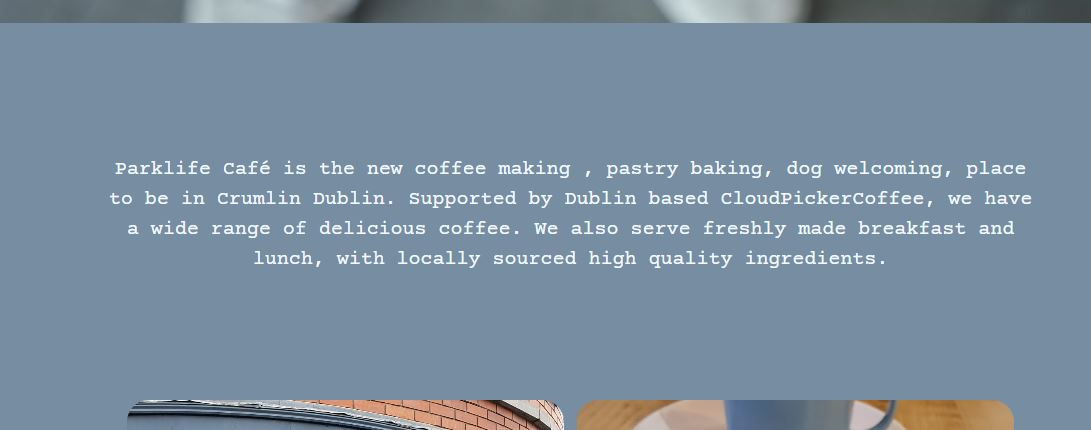 Parklife Café is the new coffee making , pastry baking, dog welcoming, place
to be in Crumlin Dublin. Supported by Dublin based CloudPickerCoffee, we have
a wide range of delicious coffee. We also serve freshly made breakfast and
lunch, with locally sourced high quality ingredients.